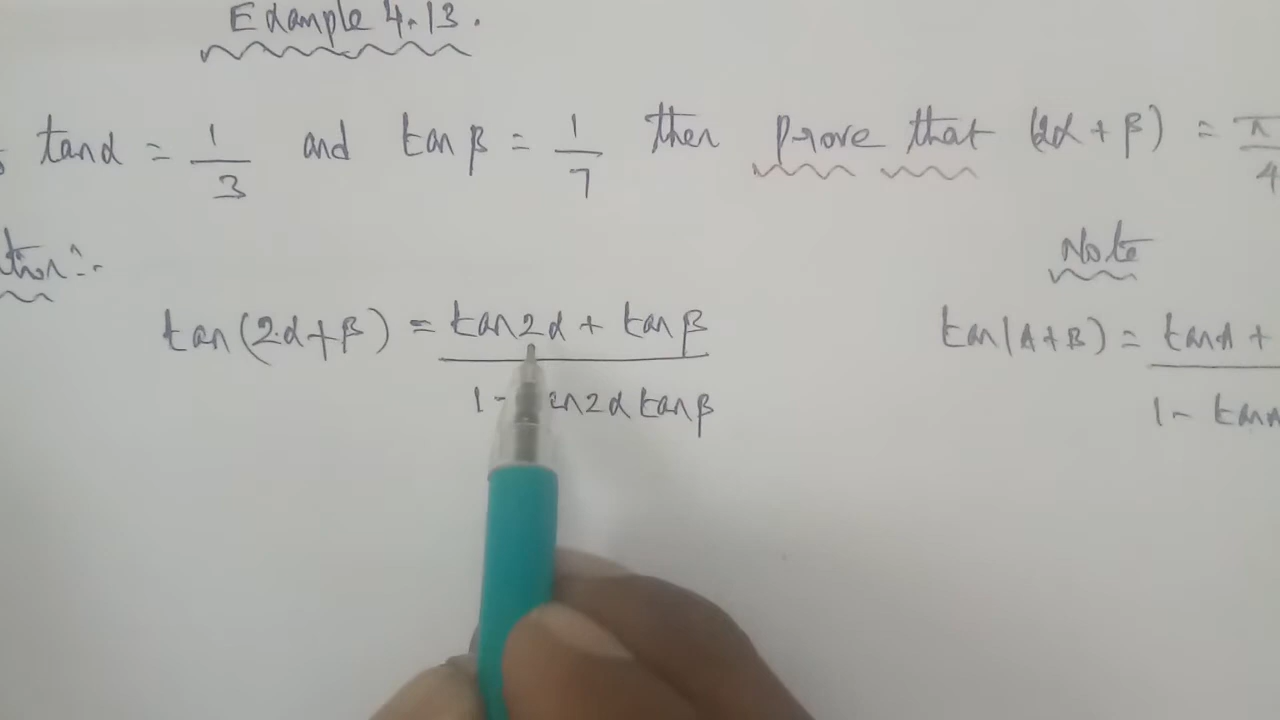 Example 4.13.
tanα = 1/3 and tan β = 1/7 then prove that (2α + β) = π/4
Note
tan(2α+β) = tan2α + tanβ
1 - tan2α tanβ
tan(A+B) = tanA +
1 - tanA